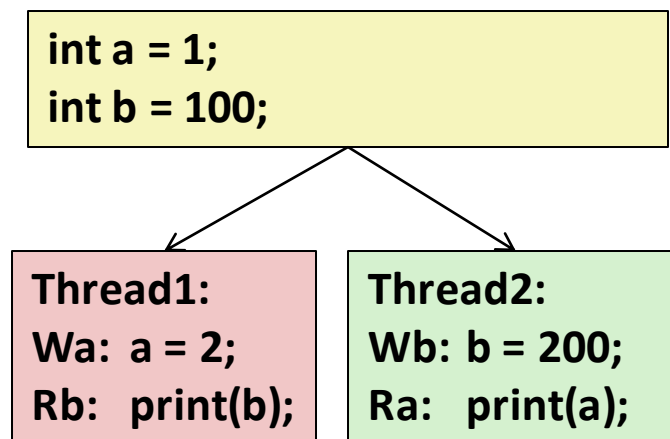 int a = 1;
int b = 100;
Thread1:
Wa: a = 2;
Rb: print(b);
Thread2:
Wb: b = 200;
Ra: print(a);